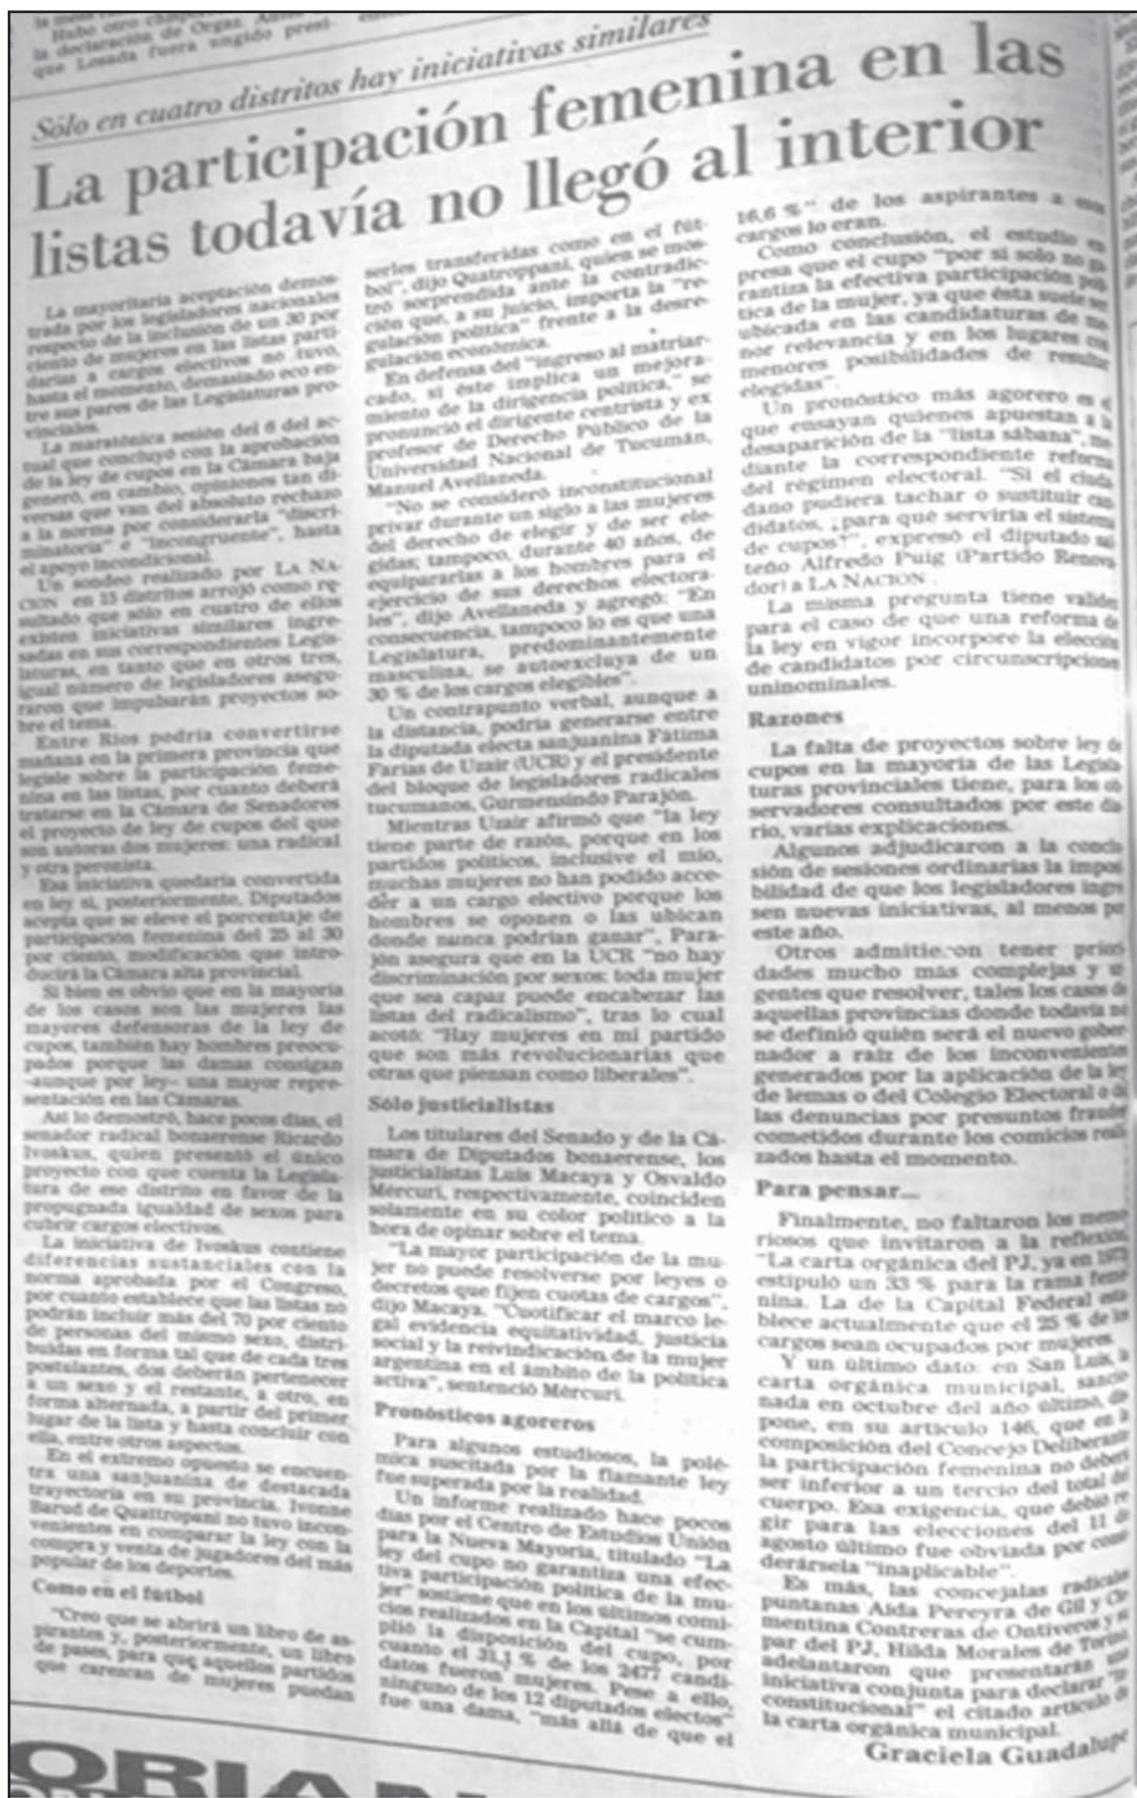 la declaración de Orgaz.
que Losada fuera ungido presi-
Sólo en cuatro distritos hay iniciativas similares
La participación femenina en las
listas todavía no llegó al interior
La mayoritaria aceptación demos-
trada por los legisladores nacionales
respecto de la inclusión de un 30 por
ciento de mujeres en las listas parti-
darias a cargos electivos no tuvo,
hasta el momento, demasiado eco en-
tre sus pares de las Legislaturas pro-
vinciales.
La maratónica sesión del 6 del ac-
tual que concluyó con la aprobación
de la ley de cupos en la Cámara baja
generó, en cambio, opiniones tan di-
versas que van del absoluto rechazo
a la norma por considerarla "discri-
minatoria" e "incongruente", hasta
el apoyo incondicional.
Un sondeo realizado por LA NA-
CION en 15 distritos arrojó como re-
sultado que sólo en cuatro de ellos
existen iniciativas similares ingre-
sadas en sus correspondientes Legis-
laturas, en tanto que en otros tres,
igual número de legisladores asegu-
raron que impulsarán proyectos so-
bre el tema.
Entre Ríos podría convertirse
mañana en la primera provincia que
legisle sobre la participación feme-
nina en las listas, por cuanto deberá
tratarse en la Cámara de Senadores
el proyecto de ley de cupos del que
son autoras dos mujeres: una radical
y otra peronista.
Esa iniciativa quedaría convertida
en ley si, posteriormente, Diputados
acepta que se eleve el porcentaje de
participación femenina del 25 al 30
por ciento, modificación que intro-
ducirá la Cámara alta provincial.
Si bien es obvio que en la mayoría
de los casos son las mujeres las
mayores defensoras de la ley de
cupos, también hay hombres preocu-
pados porque las damas consigan
-aunque por ley- una mayor repre-
sentación en las Cámaras.
Así lo demostró, hace pocos días, el
senador radical bonaerense Ricardo
Ivoskus, quien presentó el único
proyecto con que cuenta la Legisla-
tura de ese distrito en favor de la
propugnada igualdad de sexos para
cubrir cargos electivos.
La iniciativa de Ivoskus contiene
diferencias sustanciales con la
norma aprobada por el Congreso,
por cuanto establece que las listas no
podrán incluir más del 70 por ciento
de personas del mismo sexo, distri-
buidas en forma tal que de cada tres
postulantes, dos deberán pertenecer
a un sexo y el restante, a otro, en
forma alternada, a partir del primer
lugar de la lista y hasta concluir con
ella, entre otros aspectos.
En el extremo opuesto se encuen-
tra una sanjuanina de destacada
trayectoria en su provincia. Ivonne
Barud de Quattropani no tuvo incon-
venientes en comparar la ley con la
compra y venta de jugadores del más
popular de los deportes.
Como en el fútbol
"Creo que se abrirá un libro de as-
pirantes y, posteriormente, un libro
de pases, para que aquellos partidos
que carezcan de mujeres puedan
serles transferidas como en el fút-
bol", dijo Quatroppani, quien se mos-
tró sorprendida ante la contradic-
ción que, a su juicio, importa la "re-
gulación política" frente a la desre-
gulación económica.
En defensa del "ingreso al matriar-
cado, si éste implica un mejora-
miento de la dirigencia política," se
pronunció el dirigente centrista y ex
profesor de Derecho Público de la
Universidad Nacional de Tucumán,
Manuel Avellaneda.
"No se consideró inconstitucional
privar durante un siglo a las mujeres
del derecho de elegir y de ser ele-
gidas; tampoco, durante 40 años, de
equipararlas a los hombres para el
ejercicio de sus derechos electora-
les", dijo Avellaneda y agregó: "En
consecuencia, tampoco lo es que una
Legislatura, predominantemente
masculina, se autoexcluya de un
30 % de los cargos elegibles".
Un contrapunto verbal, aunque a
la distancia, podría generarse entre
la diputada electa sanjuanina Fátima
Farías de Uzair (UCR) y el presidente
del bloque de legisladores radicales
tucumanos, Gurmensindo Parajón.
Mientras Uzair afirmó que "la ley
tiene parte de razón, porque en los
partidos políticos, inclusive el mío,
muchas mujeres no han podido acce-
der a un cargo electivo porque los
hombres se oponen o las ubican
donde nunca podrían ganar", Para-
jón asegura que en la UCR "no hay
discriminación por sexos: toda mujer
que sea capaz puede encabezar las
listas del radicalismo", tras lo cual
acotó: "Hay mujeres en mi partido
que son más revolucionarias que
otras que piensan como liberales".
Sólo justicialistas
Los titulares del Senado y de la Cá-
mara de Diputados bonaerense, los
justicialistas Luis Macaya y Osvaldo
Mércuri, respectivamente, coinciden
solamente en su color político a la
hora de opinar sobre el tema.
"La mayor participación de la mu-
jer no puede resolverse por leyes o
decretos que fijen cuotas de cargos",
dijo Macaya. "Cuotificar el marco le-
gal evidencia equitatividad, justicia
social y la reivindicación de la mujer
argentina en el ámbito de la política
activa", sentenció Mércuri.
Pronósticos agoreros
Para algunos estudiosos, la polé-
mica suscitada por la flamante ley
fue superada por la realidad.
Un informe realizado hace pocos
días por el Centro de Estudios Unión
para la Nueva Mayoría, titulado "La
ley del cupo no garantiza una efec-
tiva participación política de la mu-
jer" sostiene que en los últimos comi-
cios realizados en la Capital "se cum-
plió la disposición del cupo, por
cuanto el 31,1 % de los 2477 candi-
datos fueron mujeres. Pese a ello,
ninguno de los 12 diputados electos"
fue una dama, "más allá de que el
16,6 %" de los aspirantes a esos
cargos lo eran.
Como conclusión, el estudio ex
presa que el cupo "por sí solo no ga-
rantiza la efectiva participación polí-
tica de la mujer, ya que ésta suele ser
ubicada en las candidaturas de me-
nor relevancia y en los lugares con
menores posibilidades de resultar
elegidas".
Un pronóstico más agorero es el
que ensayan quienes apuestan a la
desaparición de la "lista sábana", me-
diante la correspondiente reforma
del régimen electoral. "Si el ciuda
dano pudiera tachar o sustituir can
didatos, ¿para qué serviría el sistema
de cupos?", expresó el diputado sal
teño Alfredo Puig (Partido Renova
dor) a LA NACION.
La misma pregunta tiene validez
para el caso de que una reforma de
la ley en vigor incorpore la elección
de candidatos por circunscripciones
uninominales.
Razones
La falta de proyectos sobre ley de
cupos en la mayoría de las Legisla
turas provinciales tiene, para los ob
servadores consultados por este dia
rio, varias explicaciones.
Algunos adjudicaron a la conclu
sión de sesiones ordinarias la imposi
bilidad de que los legisladores ingre
sen nuevas iniciativas, al menos por
este año.
Otros admitieron tener priori
dades mucho más complejas y ur
gentes que resolver, tales los casos de
aquellas provincias donde todavía no
se definió quién será el nuevo gober
nador a raíz de los inconvenientes
generados por la aplicación de la ley
de lemas o del Colegio Electoral o de
las denuncias por presuntos fraudes
cometidos durante los comicios reali
zados hasta el momento.
Para pensar...
Finalmente, no faltaron los memo
riosos que invitaron a la reflexión.
"La carta orgánica del PJ, ya en 1973
estipuló un 33 % para la rama feme
nina. La de la Capital Federal esta
blece actualmente que el 25 % de los
cargos sean ocupados por mujeres.
Y un último dato: en San Luis, la
carta orgánica municipal, sancio
nada en octubre del año último, dis
pone, en su artículo 146, que en la
composición del Concejo Deliberante
la participación femenina no deberá
ser inferior a un tercio del total del
cuerpo. Esa exigencia, que debió re
gir para las elecciones del 11 de
agosto último fue obviada por consi
derársela "inaplicable".
Es más, las concejalas radicales
puntanas Aída Pereyra de Gil y Cle
mentina Contreras de Ontiveros y su
par del PJ, Hilda Morales de Torino
adelantaron que presentarán una
iniciativa conjunta para declarar "in
constitucional" el citado artículo de
la carta orgánica municipal.
Graciela Guadalupe
ORIAN